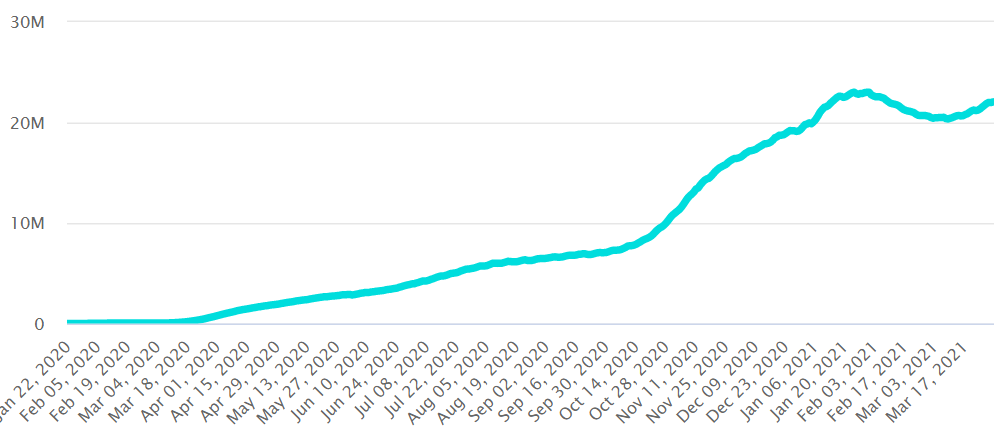 30M
20M
10M
0
Jan 22, 2020
Feb 05, 2020
Feb 19, 2020
Mar 04, 2020
Mar 18, 2020
Apr 01, 2020
Apr 15, 2020
Apr 29, 2020
May 13, 2020
May 27, 2020
Jun 10, 2020
Jun 24, 2020
Jul 08, 2020
Jul 22, 2020
Aug 05, 2020
Aug 19, 2020
Sep 02, 2020
Sep 16, 2020
Sep 30, 2020
Oct 14, 2020
Oct 28, 2020
Nov 11, 2020
Nov 25, 2020
Dec 09, 2020
Dec 23, 2020
Jan 06, 2021
Jan 20, 2021
Feb 03, 2021
Feb 17, 2021
Mar 03, 2021
Mar 17, 2021